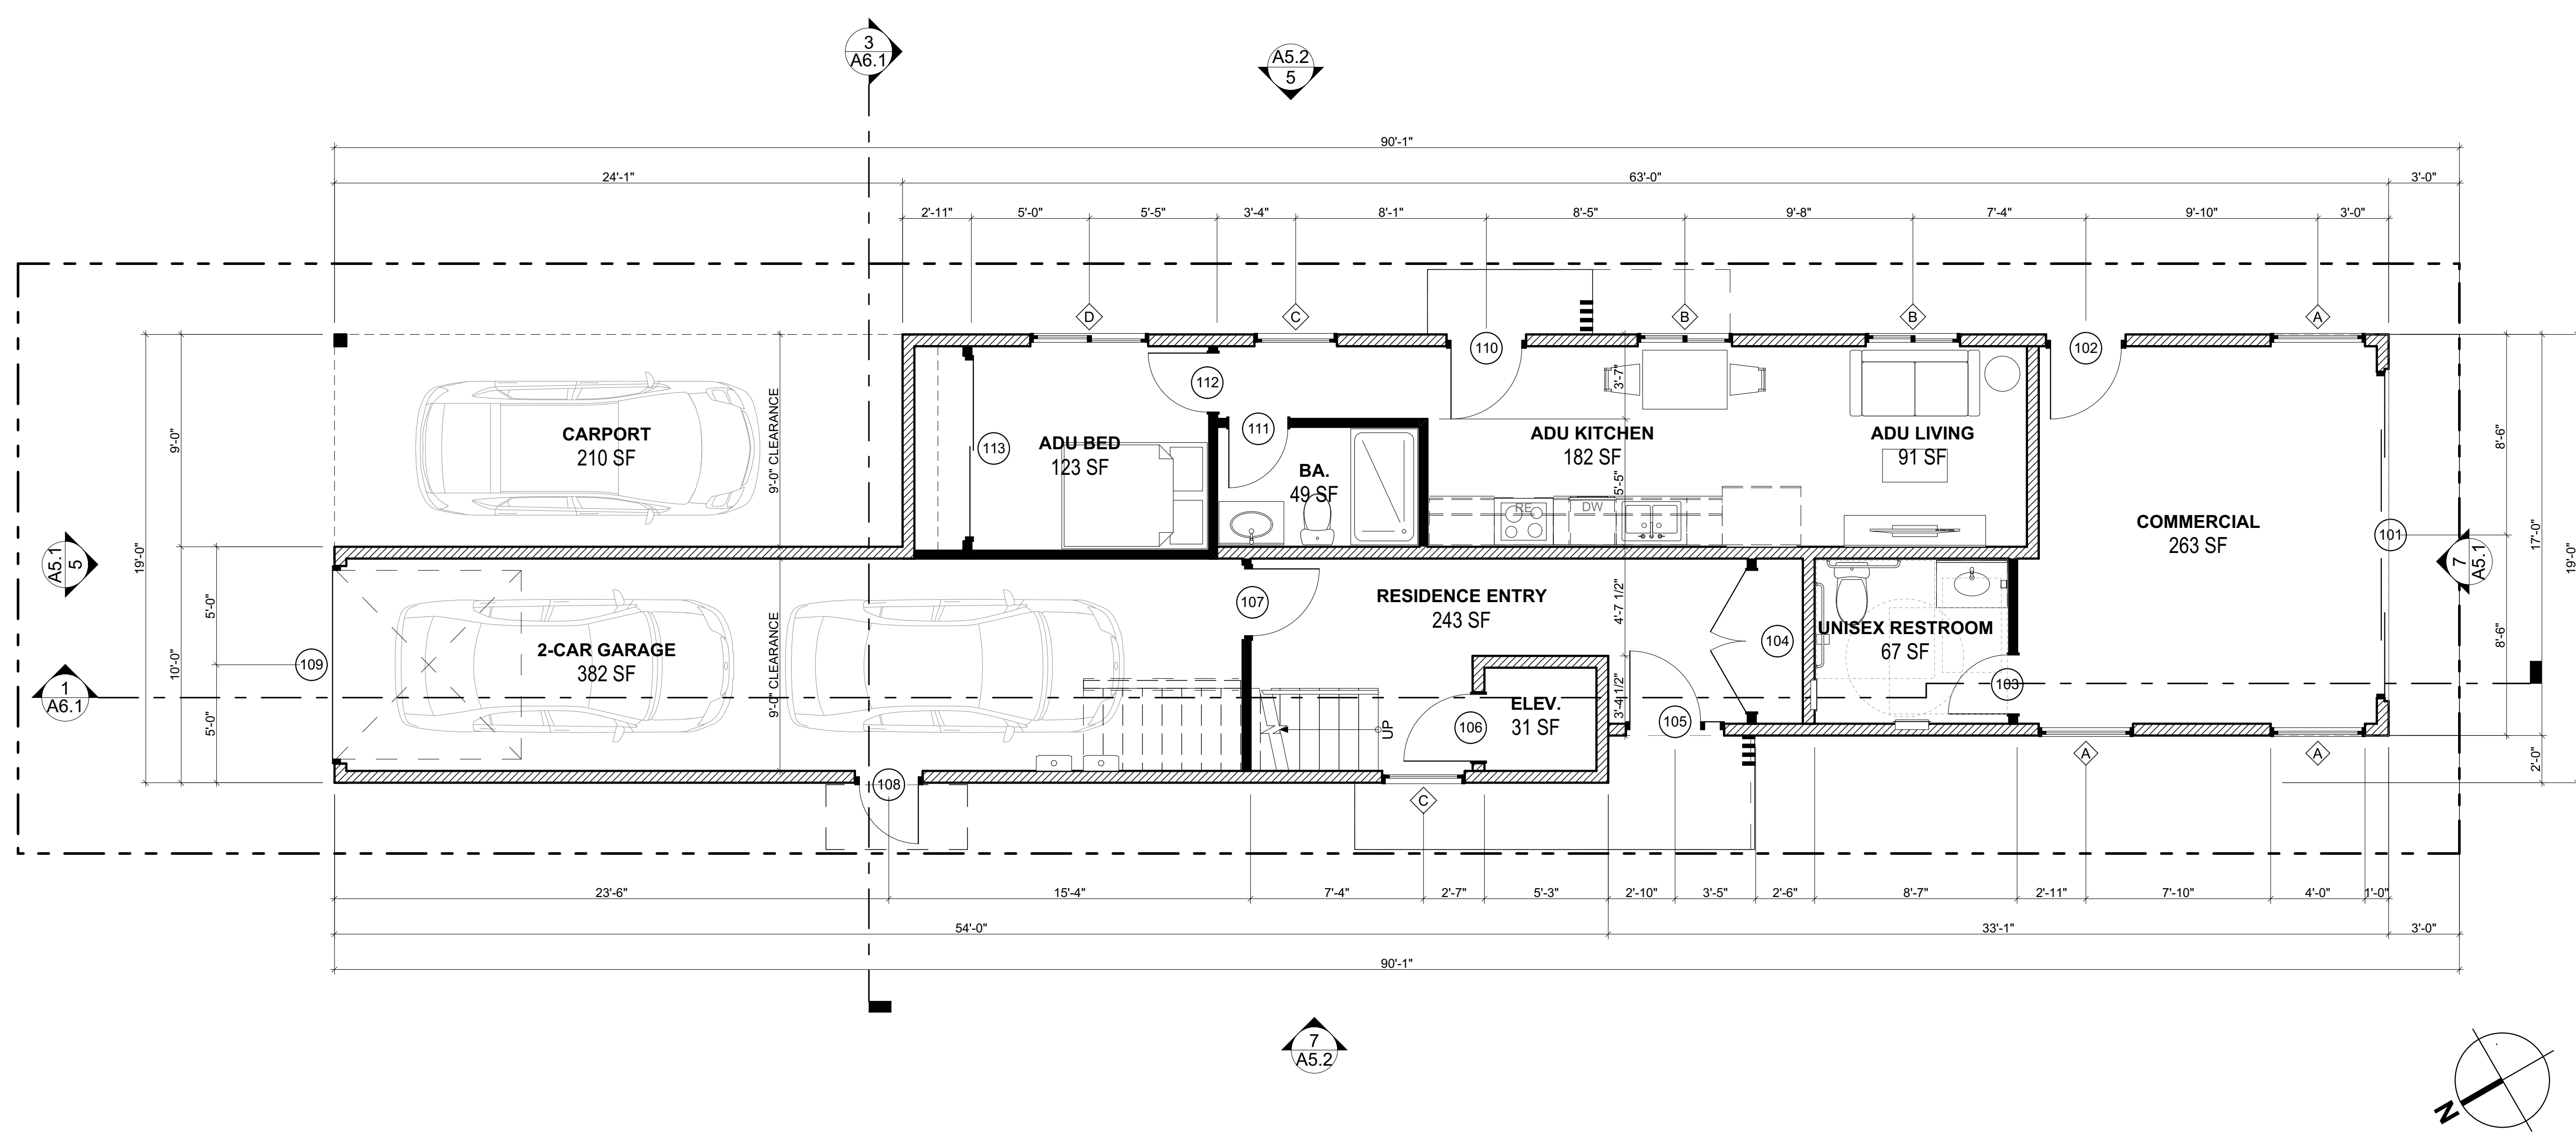 3
A6.1
A5.2
5
90'-1"
24'-1"
63'-0"
3'-0"
2'-11"
5'-0"
5'-5"
3'-4"
8'-1"
8'-5"
9'-8"
7'-4"
9'-10"
3'-0"
D
C
B
B
A
110
102
112
111
113
3'-7"
CARPORT
210 SF
9'-0" CLEARANCE
ADU BED
123 SF
BA.
49 SF
ADU KITCHEN
182 SF
ADU LIVING
91 SF
RE
DW
5'-5"
COMMERCIAL
263 SF
101
9'-0"
19'-0"
8'-6"
17'-0"
19'-0"
A5.1
5
7
A5.1
107
RESIDENCE ENTRY
243 SF
4'-7 1/2"
104
UNISEX RESTROOM
67 SF
103
2-CAR GARAGE
382 SF
9'-0" CLEARANCE
109
5'-0"
10'-0"
5'-0"
8'-6"
2'-0"
1
A6.1
UP
106
ELEV.
31 SF
3'-4 1/2"
105
108
C
A
A
23'-6"
15'-4"
7'-4"
2'-7"
5'-3"
2'-10"
3'-5"
2'-6"
8'-7"
2'-11"
7'-10"
4'-0"
1'-0"
54'-0"
33'-1"
3'-0"
90'-1"
7
A5.2
N